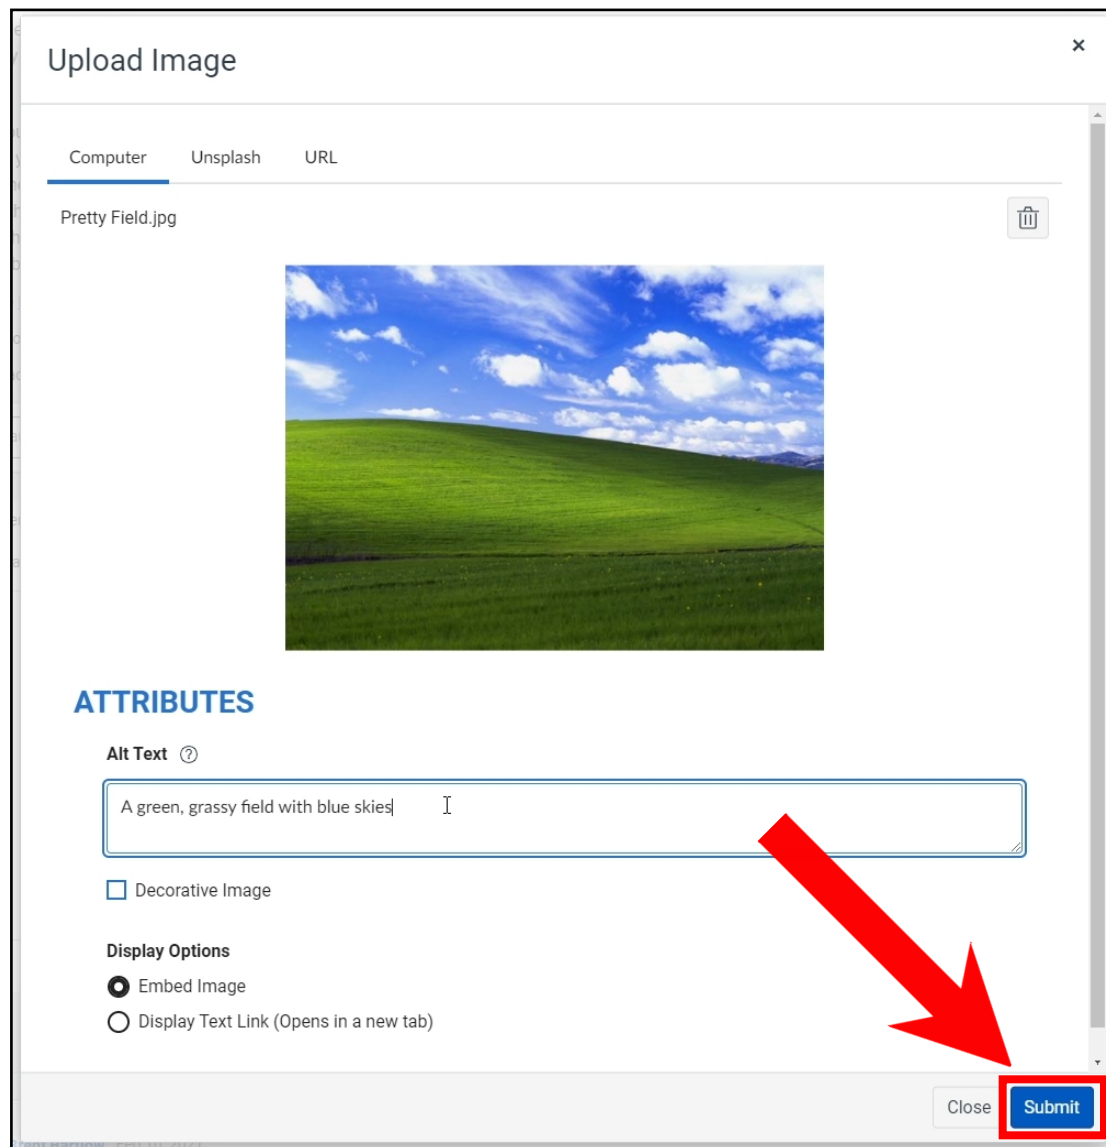 Upload Image
×
Computer Unsplash URL
Pretty Field.jpg
ATTRIBUTES
Alt Text ?
A green, grassy field with blue skies
Decorative Image
Display Options
Embed Image
Display Text Link (Opens in a new tab)
Close Submit